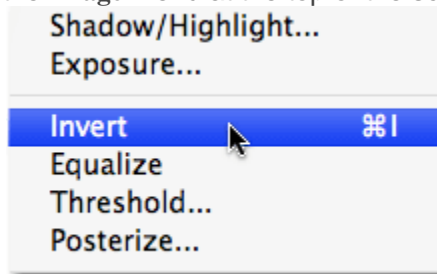 Shadow/Highlight...
Exposure...
Invert ⌘I
Equalize
Threshold...
Posterize...